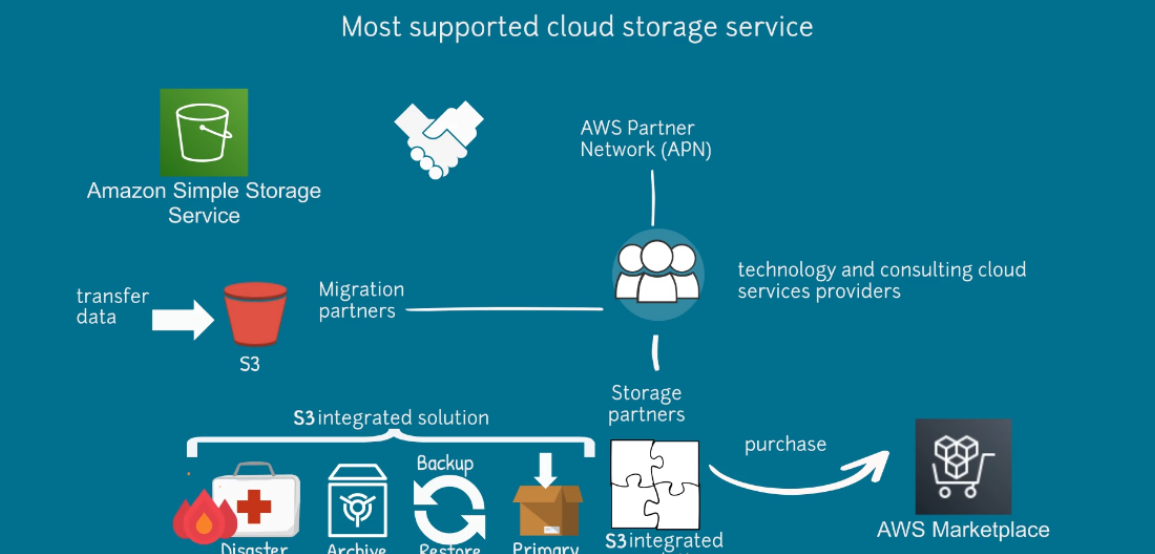 Most supported cloud storage service
Amazon Simple Storage
Service
AWS Partner
Network (APN)
technology and consulting cloud
services providers
transfer
data
S3
Migration
partners
Storage
partners
S3 integrated solution
Backup
Restore
Disaster
Archive
Primary
S3 integrated
purchase
AWS Marketplace